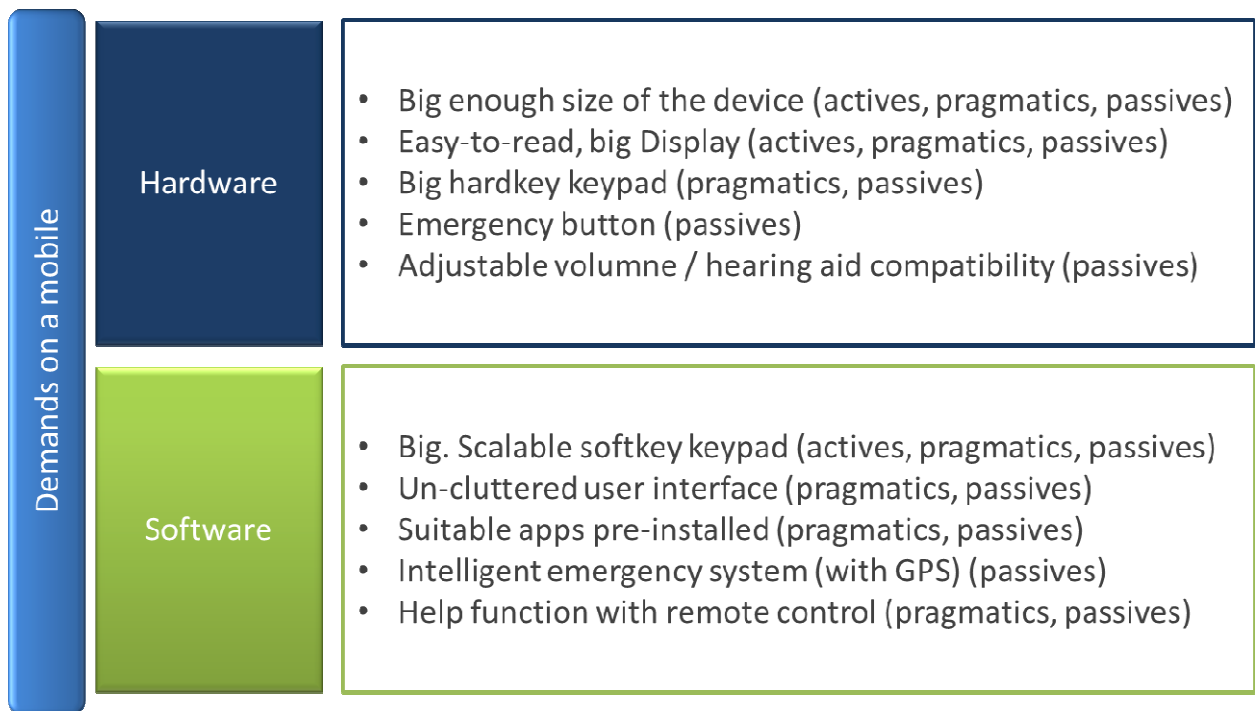 Demands on a mobile
Hardware
• Big enough size of the device (actives, pragmatics, passives)
• Easy-to-read, big Display (actives, pragmatics, passives)
• Big hardkey keypad (pragmatics, passives)
• Emergency button (passives)
• Adjustable volumne / hearing aid compatibility (passives)
Software
• Big. Scalable softkey keypad (actives, pragmatics, passives)
• Un-cluttered user interface (pragmatics, passives)
• Suitable apps pre-installed (pragmatics, passives)
• Intelligent emergency system (with GPS) (passives)
• Help function with remote control (pragmatics, passives)